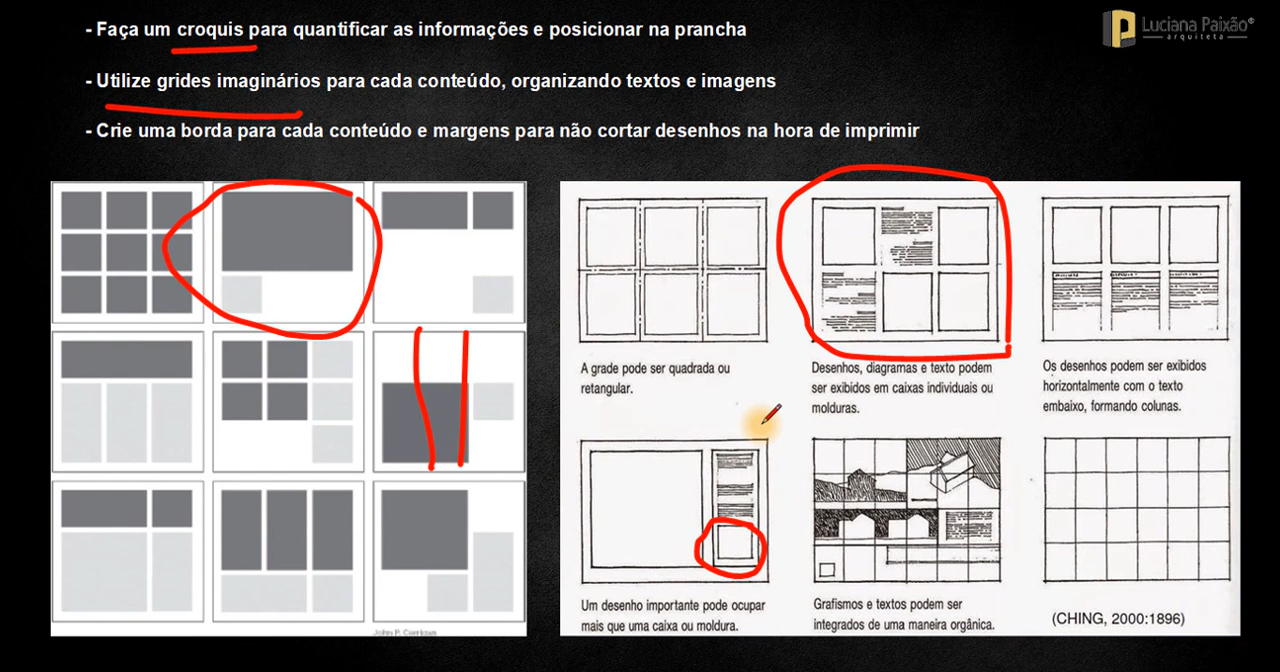 - Faça um croquis para quantificar as informações e posicionar na prancha
Luciana Paixão®
arquiteta
- Utilize grides imaginários para cada conteúdo, organizando textos e imagens
- Crie uma borda para cada conteúdo e margens para não cortar desenhos na hora de imprimir
A grade pode ser quadrada ou
retangular.
Desenhos, diagramas e texto podem
ser exibidos em caixas individuais ou
molduras.
Os desenhos podem ser exibidos
horizontalmente com o texto
embaixo, formando colunas.
Um desenho importante pode ocupar
mais que uma caixa ou moldura.
Grafismos e textos podem ser
integrados de uma maneira orgânica.
(CHING, 2000:1896)
John P.